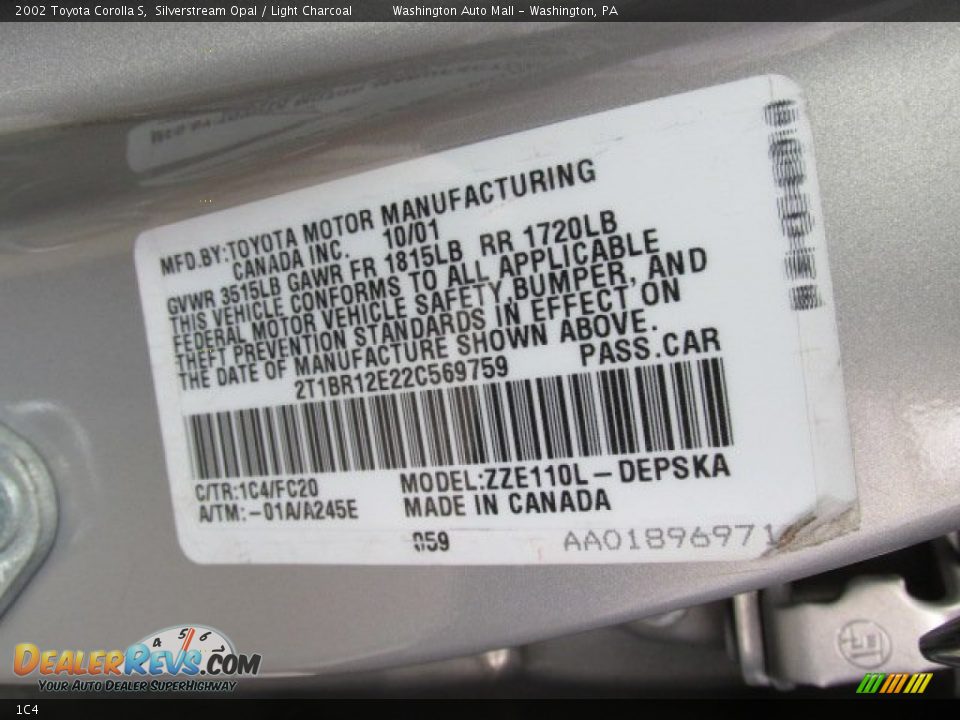 2002 Toyota Corolla S, Silverstream Opal / Light Charcoal Washington Auto Mall - Washington, PA
MFD.BY:TOYOTA MOTOR MANUFACTURING
CANADA INC. 10/01
GVWR 3515LB GAWR FR 1815LB RR 1720LB
THIS VEHICLE CONFORMS TO ALL APPLICABLE
FEDERAL MOTOR VEHICLE SAFETY,BUMPER, AND
THEFT PREVENTION STANDARDS IN EFFECT ON
THE DATE OF MANUFACTURE SHOWN ABOVE.
2T1BR12E22C569759 PASS.CAR
C/TR:1C4/FC20 MODEL:ZZE110L-DEPSKA
A/TM:-01A/A245E MADE IN CANADA
059 AA01896971
4 5 6
DEALERREVS.COM
YOUR AUTO DEALER SUPERHIGHWAY
1C4